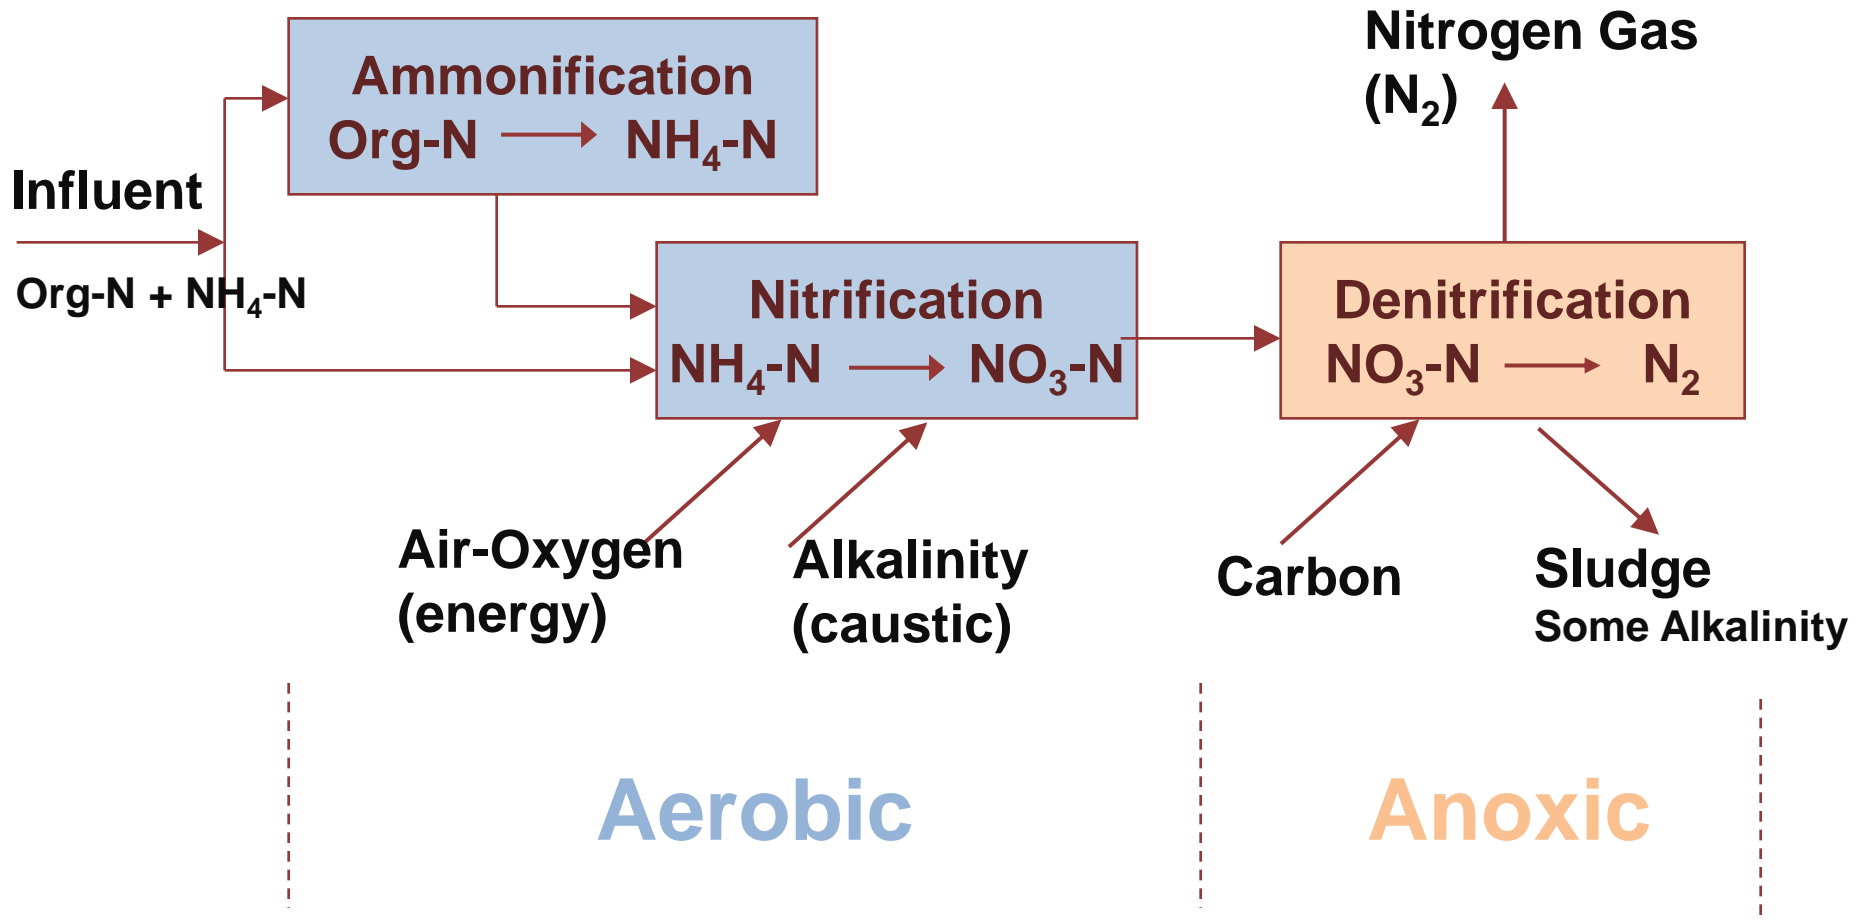 Ammonification
Org-N NH₄-N
Influent
Org-N + NH₄-N
Nitrification
NH₄-N NO₃-N
Nitrogen Gas
(N₂)
Denitrification
NO₃-N N₂
Air-Oxygen
(energy)
Alkalinity
(caustic)
Carbon
Sludge
Some Alkalinity
Aerobic
Anoxic